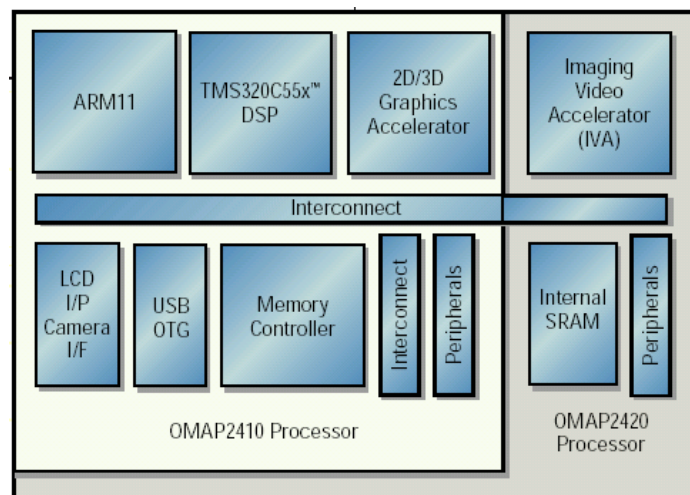 ARM11
TMS320C55x™
DSP
2D/3D
Graphics
Accelerator
Imaging
Video
Accelerator
(IVA)
Interconnect
LCD
I/P
Camera
I/F
USB
OTG
Memory
Controller
Interconnect
Peripherals
Internal
SRAM
Peripherals
OMAP2410 Processor
OMAP2420
Processor